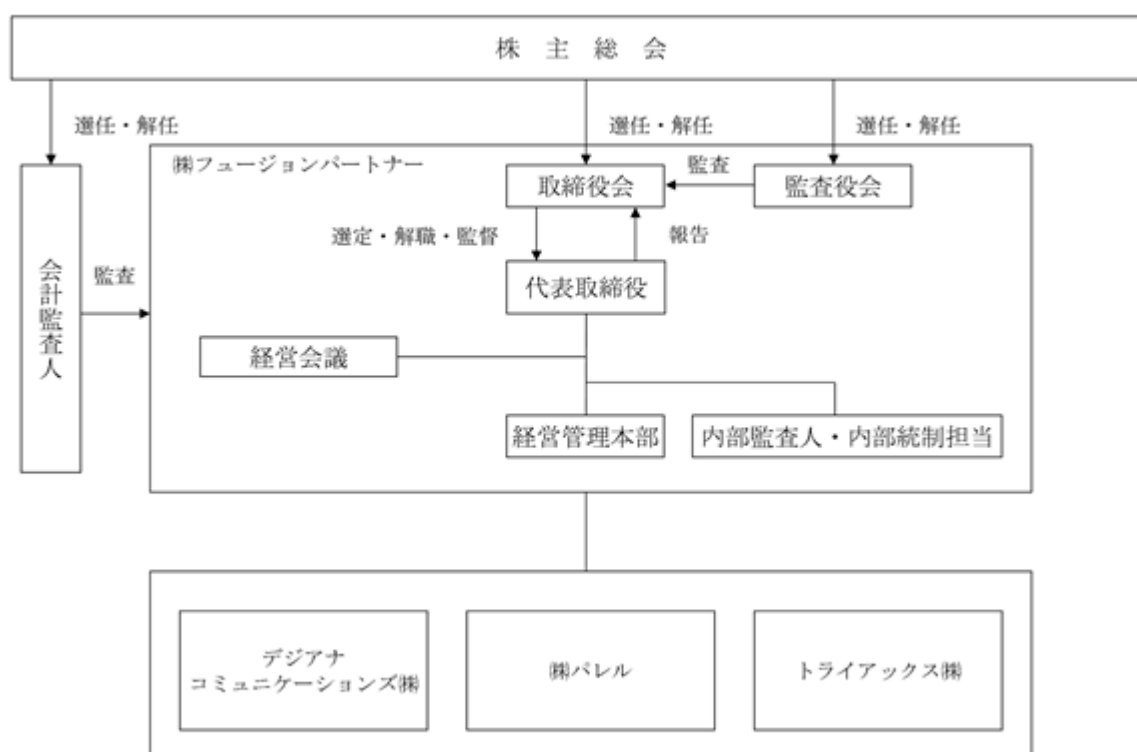 株主総会
選任・解任
選任・解任
選任・解任
㈱フュージョンパートナー
取締役会
監査
監査役会
選定・解職・監督
報告
会計監査人
監査
代表取締役
経営会議
経営管理本部
内部監査人・内部統制担当
デジアナ
コミュニケーションズ㈱
㈱パレル
トライアックス㈱